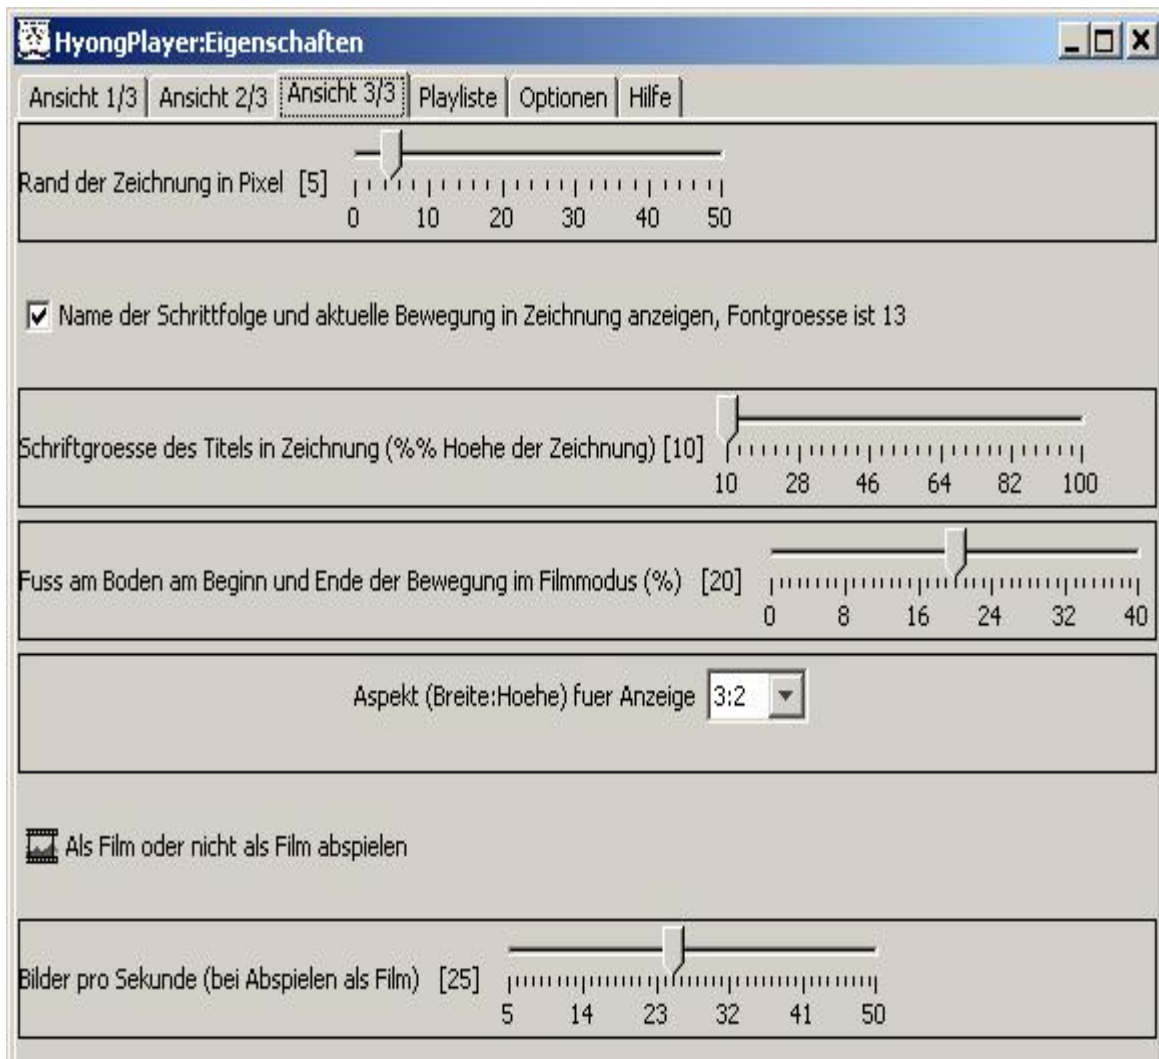 HyongPlayer:Eigenschaften
Ansicht 1/3 Ansicht 2/3 Ansicht 3/3 Playliste Optionen Hilfe
Rand der Zeichnung in Pixel [5]
0 10 20 30 40 50
Name der Schrittfolge und aktuelle Bewegung in Zeichnung anzeigen, Fontgroesse ist 13
Schriftgroesse des Titels in Zeichnung (%% Hoehe der Zeichnung) [10]
10 28 46 64 82 100
Fuss am Boden am Beginn und Ende der Bewegung im Filmmodus (%) [20]
0 8 16 24 32 40
Aspekt (Breite:Hoehe) fuer Anzeige 3:2
Als Film oder nicht als Film abspielen
Bilder pro Sekunde (bei Abspielen als Film) [25]
5 14 23 32 41 50